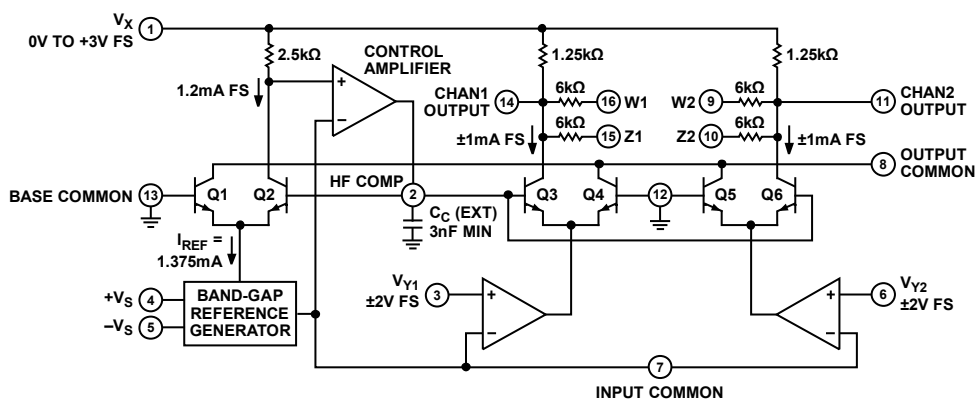 VX
0V TO +3V FS
1
2.5kΩ
CONTROL
AMPLIFIER
1.25kΩ
1.25kΩ
1.2mA FS
+
–
CHAN1
OUTPUT
14
6kΩ
16
W1
W2
9
6kΩ
11
CHAN2
OUTPUT
±1mA FS
6kΩ
15
Z1
Z2
10
6kΩ
±1mA FS
8
OUTPUT
COMMON
BASE COMMON
13
Q1
Q2
HF COMP
2
Q3
Q4
12
Q5
Q6
CC (EXT)
3nF MIN
IREF =
1.375mA
+VS
4
–VS
5
BAND-GAP
REFERENCE
GENERATOR
VY1
±2V FS
3
+
–
+
–
6
VY2
±2V FS
7
INPUT COMMON